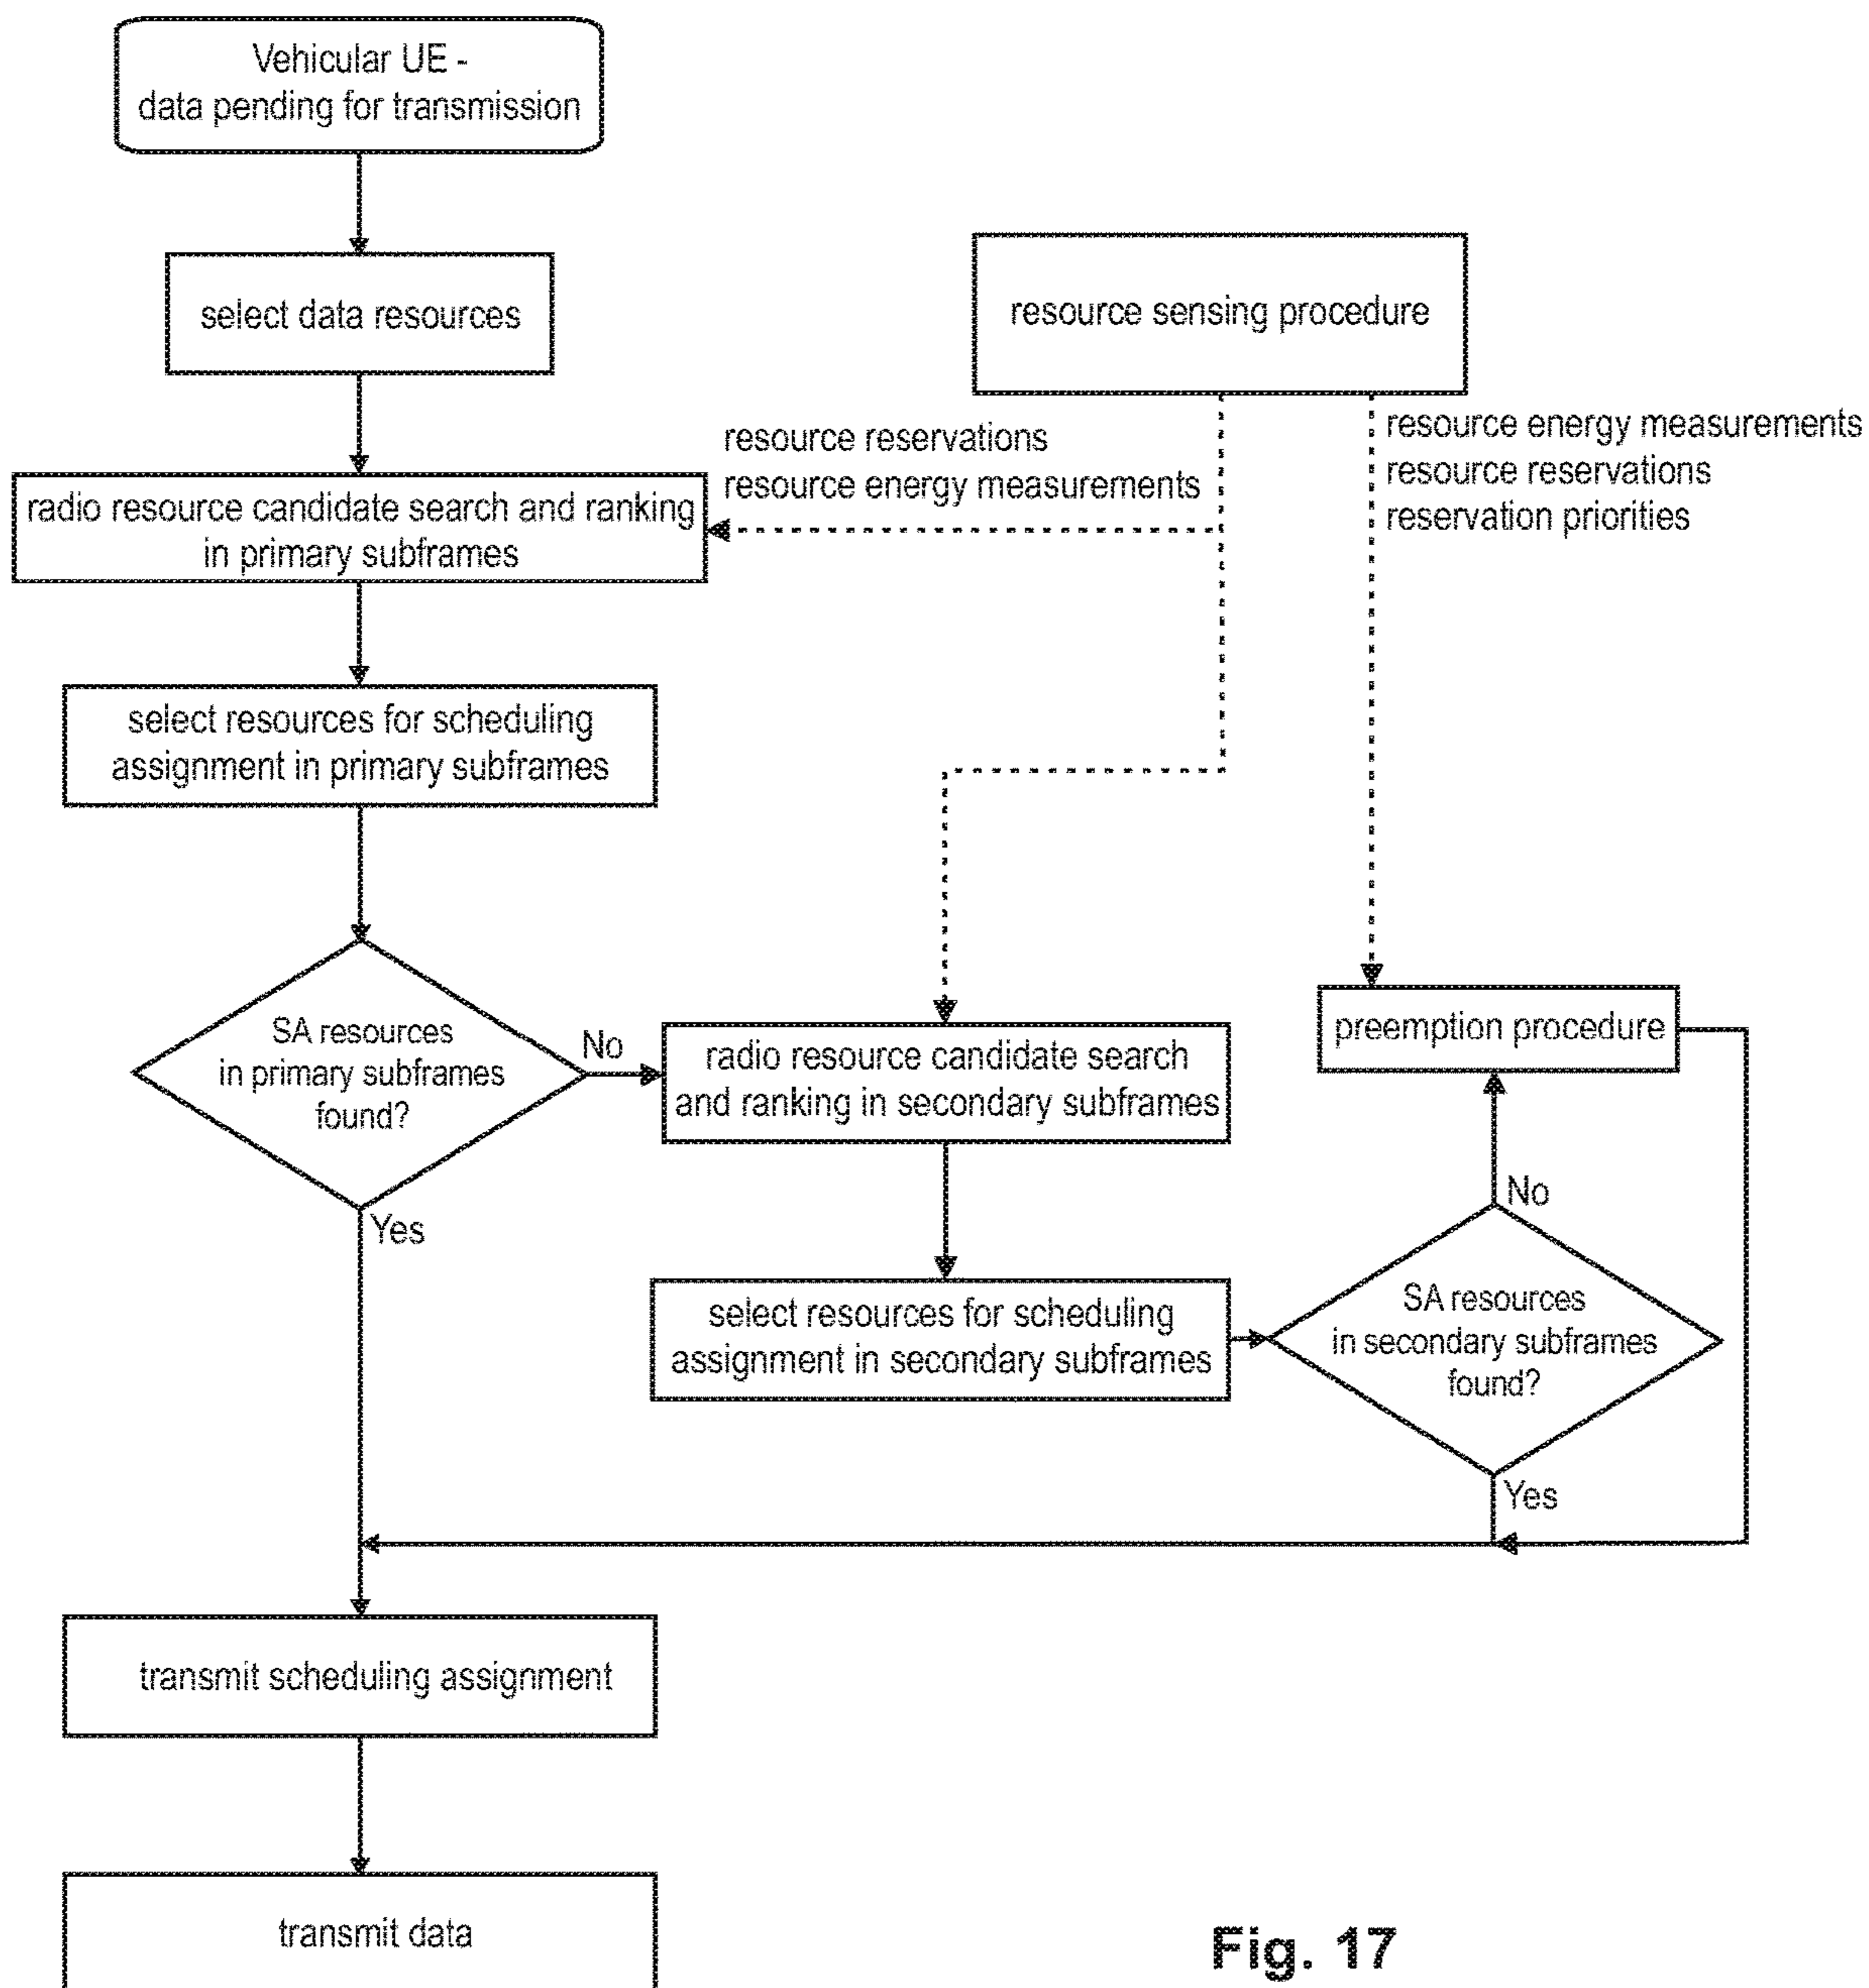 Vehicular UE -
data pending for transmission
select data resources
resource sensing procedure
resource reservations
resource energy measurements
resource energy measurements
resource reservations
reservation priorities
radio resource candidate search and ranking
in primary subframes
select resources for scheduling
assignment in primary subframes
SA resources
in primary subframes
found?
No
Yes
radio resource candidate search
and ranking in secondary subframes
preemption procedure
No
select resources for scheduling
assignment in secondary subframes
SA resources
in secondary subframes
found?
Yes
transmit scheduling assignment
transmit data
Fig. 17